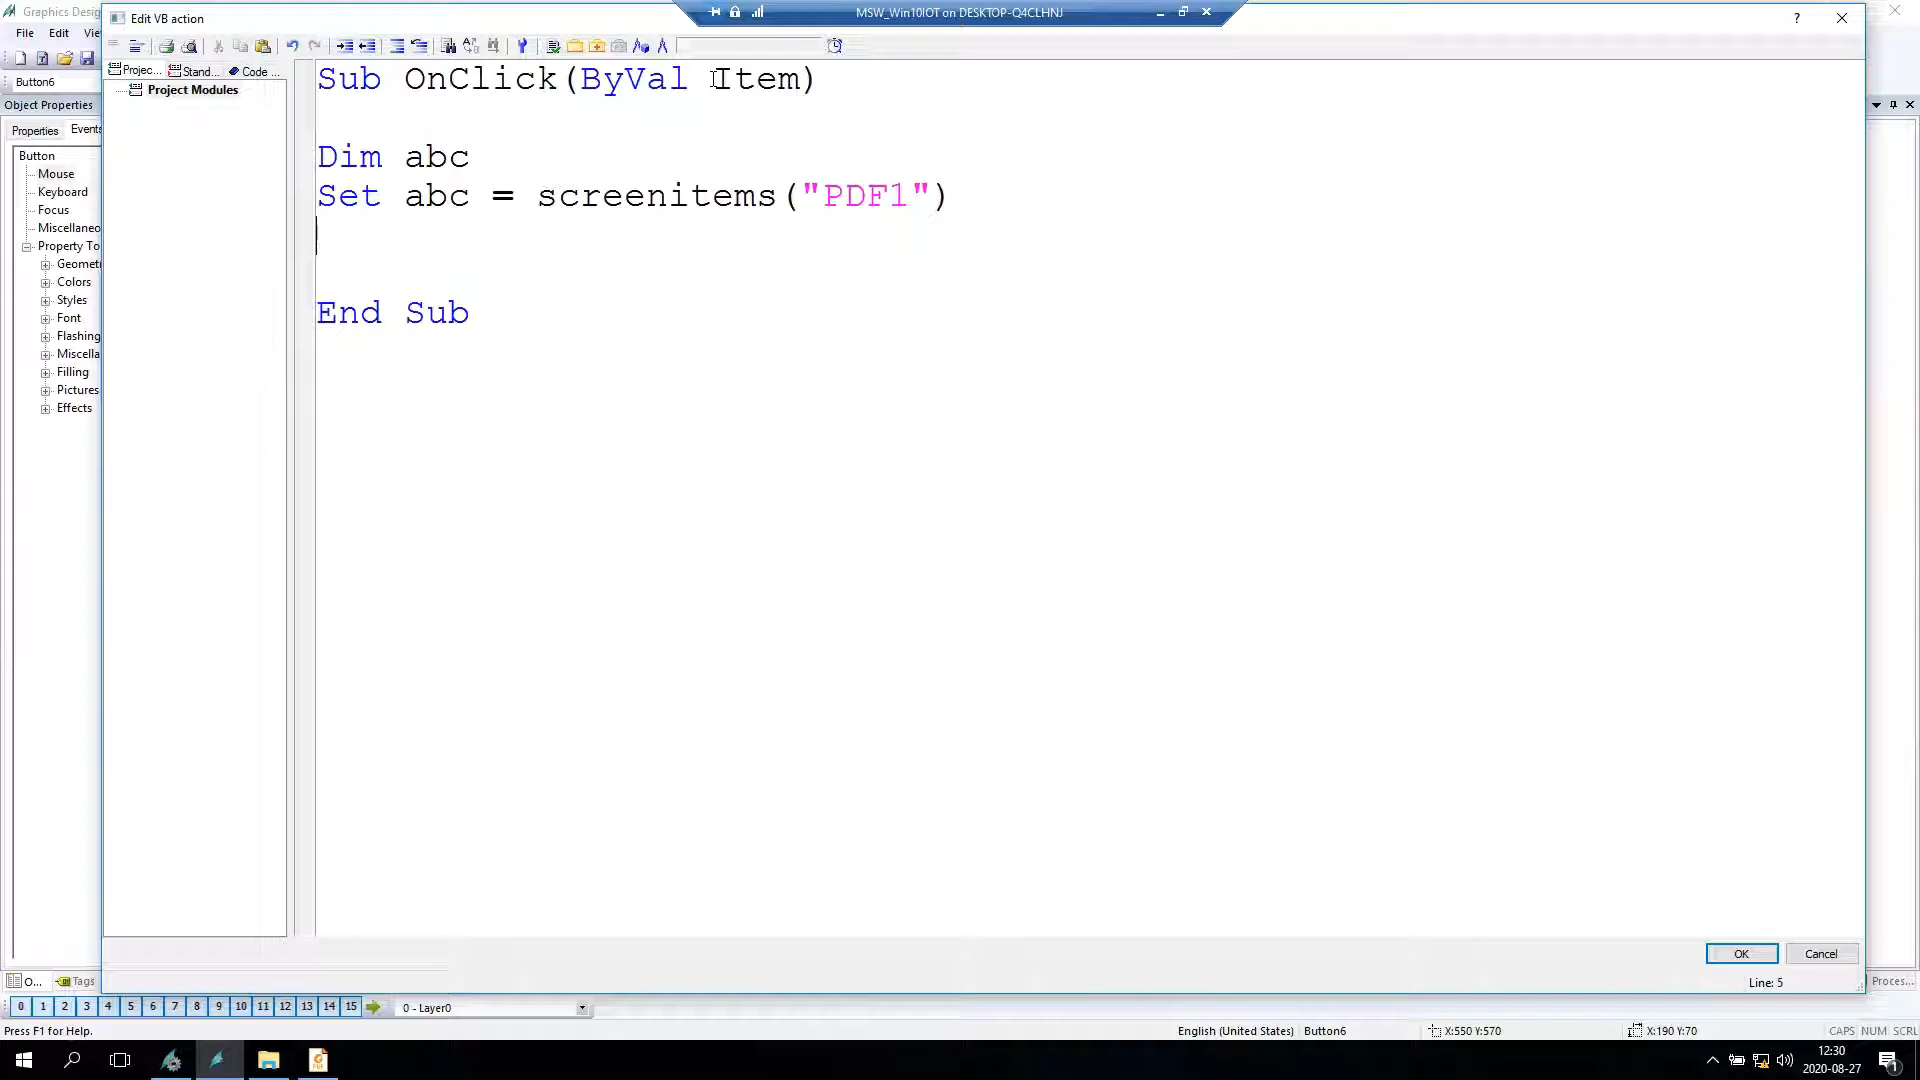 Graphics Desig
Edit VB action
MSW_Win10IOT on DESKTOP-Q4CLHNJ
File Edit Vie
Button6
Projec... Stand... Code ...
Project Modules
Object Properties
Properties Events
Button
Mouse
Keyboard
Focus
Miscellaneo
Property To
Geomet
Colors
Styles
Font
Flashing
Miscella
Filling
Pictures
Effects
Sub OnClick(ByVal Item)
Dim abc
Set abc = screenitems("PDF1")
End Sub
OK Cancel
Line: 5
O... Tags Proces...
0 1 2 3 4 5 6 7 8 9 10 11 12 13 14 15 0 - Layer0
Press F1 for Help. English (United States) Button6 X:550 Y:570 X:190 Y:70 CAPS NUM SCRL
12:30
2020-08-27
1